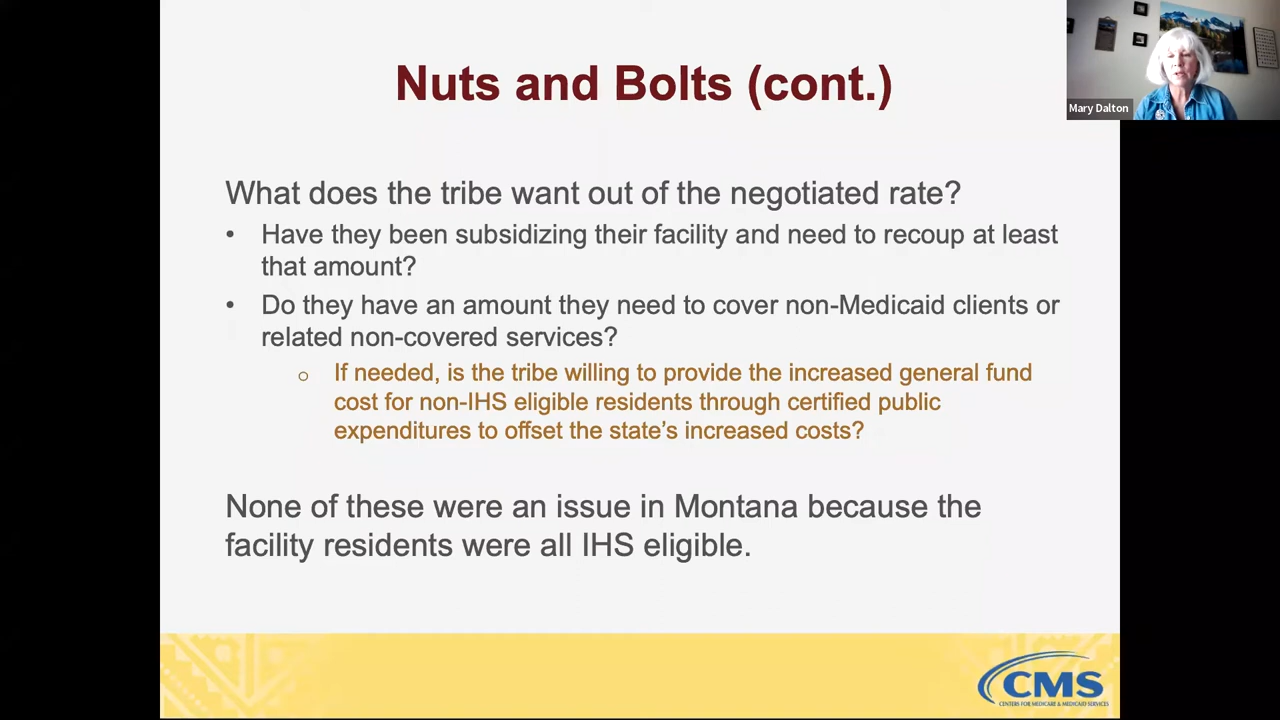 Nuts and Bolts (cont.)
Mary Dalton
What does the tribe want out of the negotiated rate?
• Have they been subsidizing their facility and need to recoup at least
that amount?
• Do they have an amount they need to cover non-Medicaid clients or
related non-covered services?
o If needed, is the tribe willing to provide the increased general fund
cost for non-IHS eligible residents through certified public
expenditures to offset the state's increased costs?
None of these were an issue in Montana because the
facility residents were all IHS eligible.
CMS
CENTERS FOR MEDICARE & MEDICAID SERVICES